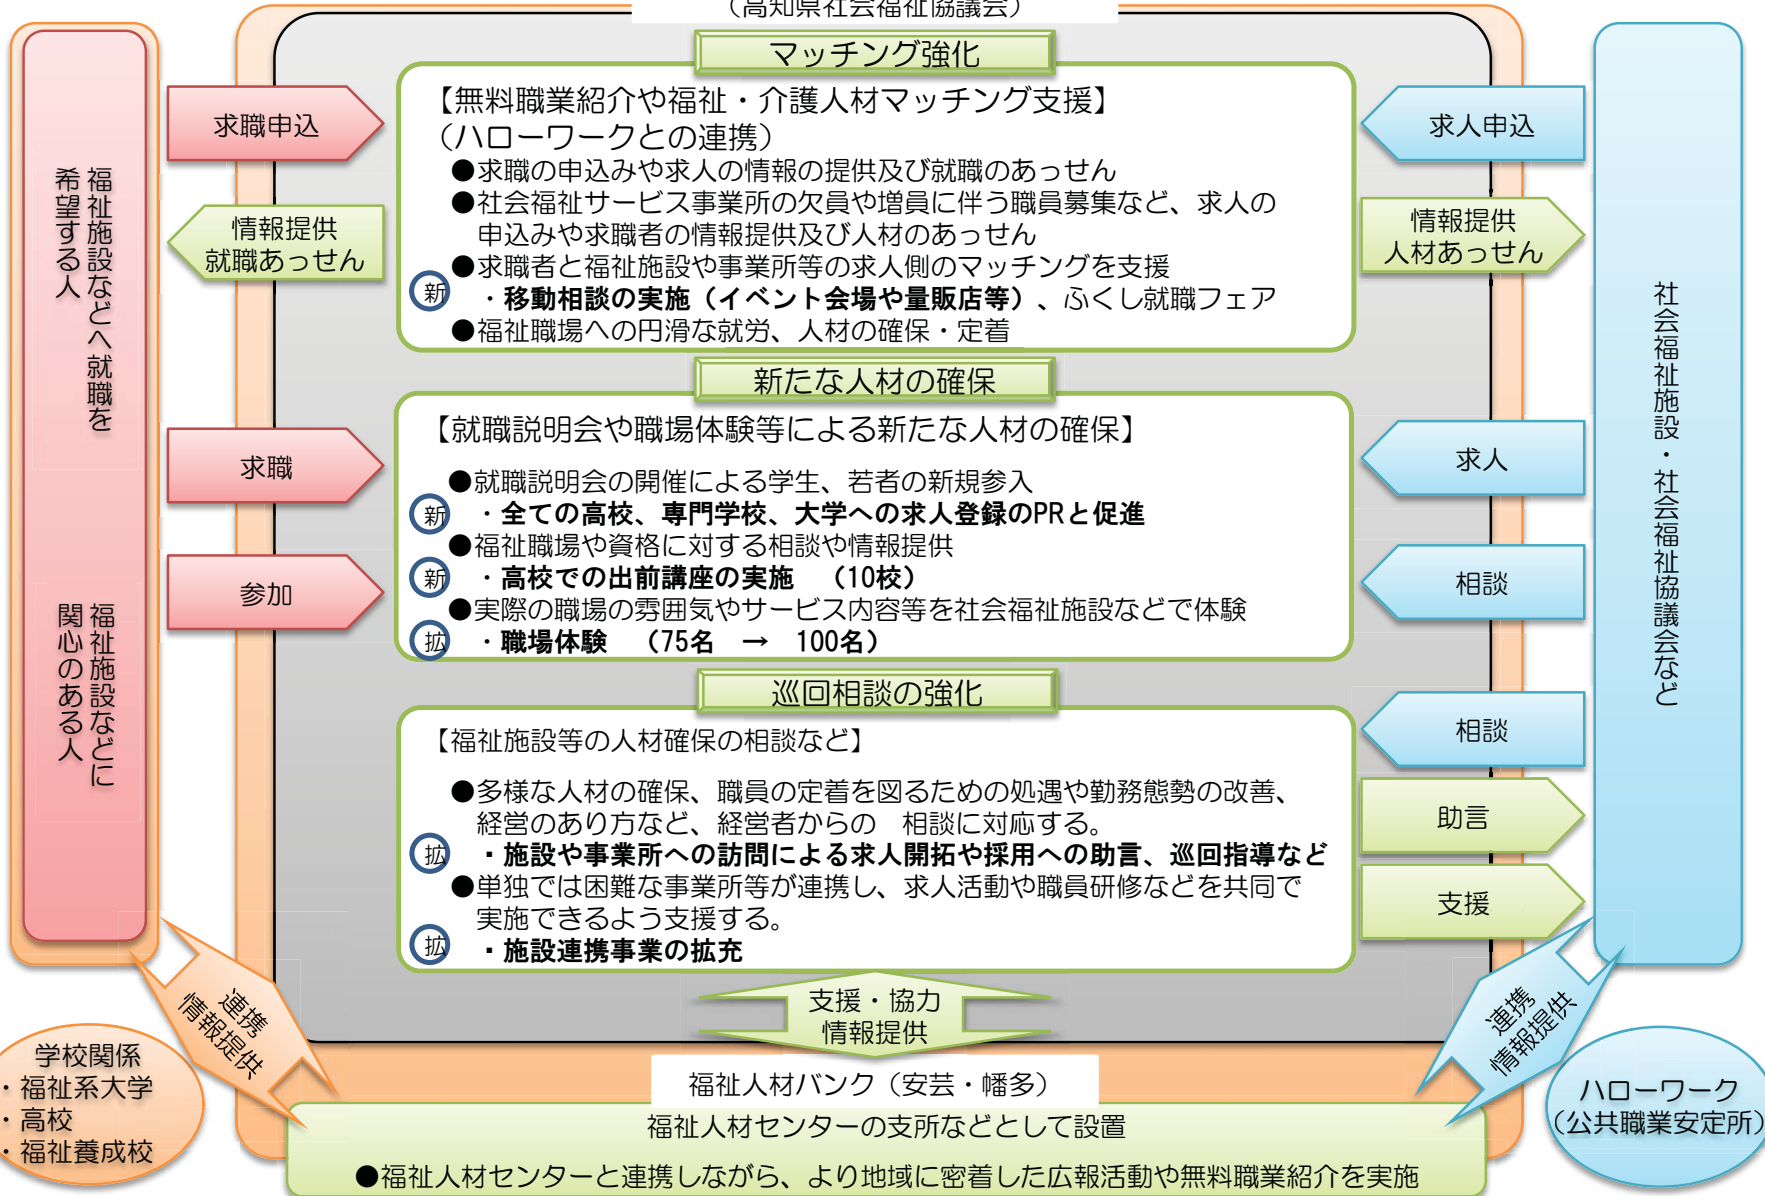 （高知県社会福祉協議会）
マッチング強化
【無料職業紹介や福祉・介護人材マッチング支援】
（ハローワークとの連携）
●求職の申込みや求人の情報の提供及び就職のあっせん
●社会福祉サービス事業所の欠員や増員に伴う職員募集など、求人の
申込みや求職者の情報提供及び人材のあっせん
●求職者と福祉施設や事業所等の求人側のマッチングを支援
新 ・移動相談の実施（イベント会場や量販店等）、ふくし就職フェア
●福祉職場への円滑な就労、人材の確保・定着
新たな人材の確保
【就職説明会や職場体験等による新たな人材の確保】
●就職説明会の開催による学生、若者の新規参入
新 ・全ての高校、専門学校、大学への求人登録のPRと促進
●福祉職場や資格に対する相談や情報提供
新 ・高校での出前講座の実施 （10校）
●実際の職場の雰囲気やサービス内容等を社会福祉施設などで体験
拡 ・職場体験 （75名 → 100名）
巡回相談の強化
【福祉施設等の人材確保の相談など】
●多様な人材の確保、職員の定着を図るための処遇や勤務態勢の改善、
経営のあり方など、経営者からの 相談に対応する。
拡 ・施設や事業所への訪問による求人開拓や採用への助言、巡回指導など
●単独では困難な事業所等が連携し、求人活動や職員研修などを共同で
実施できるよう支援する。
拡 ・施設連携事業の拡充
支援・協力
情報提供
福祉人材バンク（安芸・幡多）
福祉人材センターの支所などとして設置
●福祉人材センターと連携しながら、より地域に密着した広報活動や無料職業紹介を実施
福祉施設などへ就職を
希望する人
福祉施設などに
関心のある人
求職申込
情報提供
就職あっせん
求職
参加
連携
情報提供
学校関係
・福祉系大学
・高校
・福祉養成校
求人申込
情報提供
人材あっせん
求人
相談
相談
助言
支援
社会福祉施設・社会福祉協議会など
連携
情報提供
ハローワーク
（公共職業安定所）